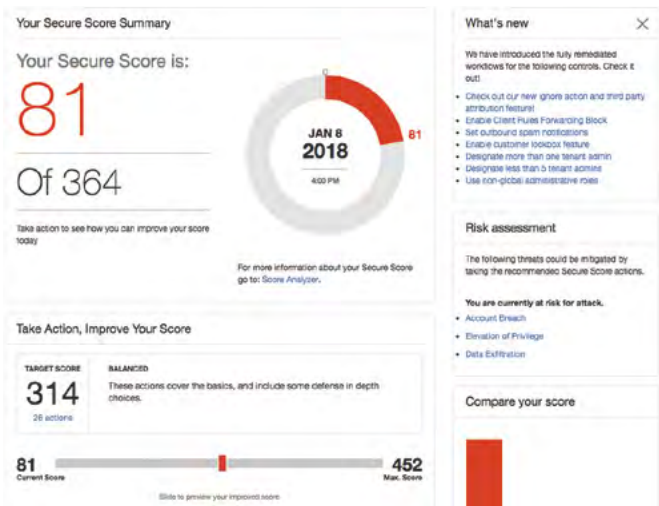 Your Secure Score Summary
Your Secure Score is:
81
Of 364
Take action to see how you can improve your score
today
0
81
JAN 8
2018
4:00 PM
For more information about your Secure Score
go to: Score Analyzer.
Take Action, Improve Your Score
TARGET SCORE
314
26 actions
BALANCED
These actions cover the basics, and include some defense in depth
choices.
81
Current Score
452
Max. Score
Slide to preview your improved score
What's new
We have introduced the fully remediated
workflows for the following controls. Check it
out!
Check out our new ignore action and third party
attribution feature!
Enable Client Rules Forwarding Block
Set outbound spam notifications
Enable customer lockbox feature
Designate more than one tenant admin
Designate less than 5 tenant admins
Use non-global administrative roles
Risk assessment
The following threats could be mitigated by
taking the recommended Secure Score actions.
You are currently at risk for attack.
Account Breach
Elevation of Privilege
Data Exfiltration
Compare your score